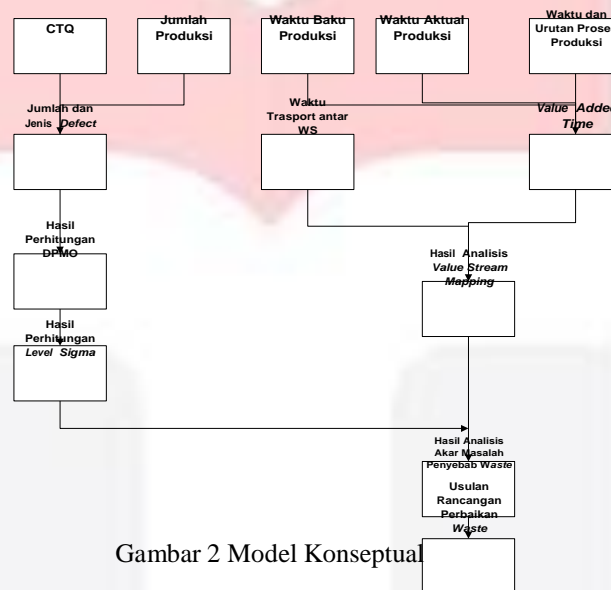 CTQ
Jumlah
Produksi
Waktu Baku
Produksi
Waktu Aktual
Produksi
Waktu dan
Urutan Prose
Produksi
Jumlah dan
Jenis Defect
Waktu
Trasport antar
WS
Value Adde
Time
Hasil
Perhitungan
DPMO
Hasil Analisis
Value Stream
Mapping
Hasil
Perhitungan
Level Sigma
Hasil Analisis
Akar Masalah
Penyebab Waste
Usulan
Rancangan
Perbaikan
Waste
Gambar 2 Model Konseptual